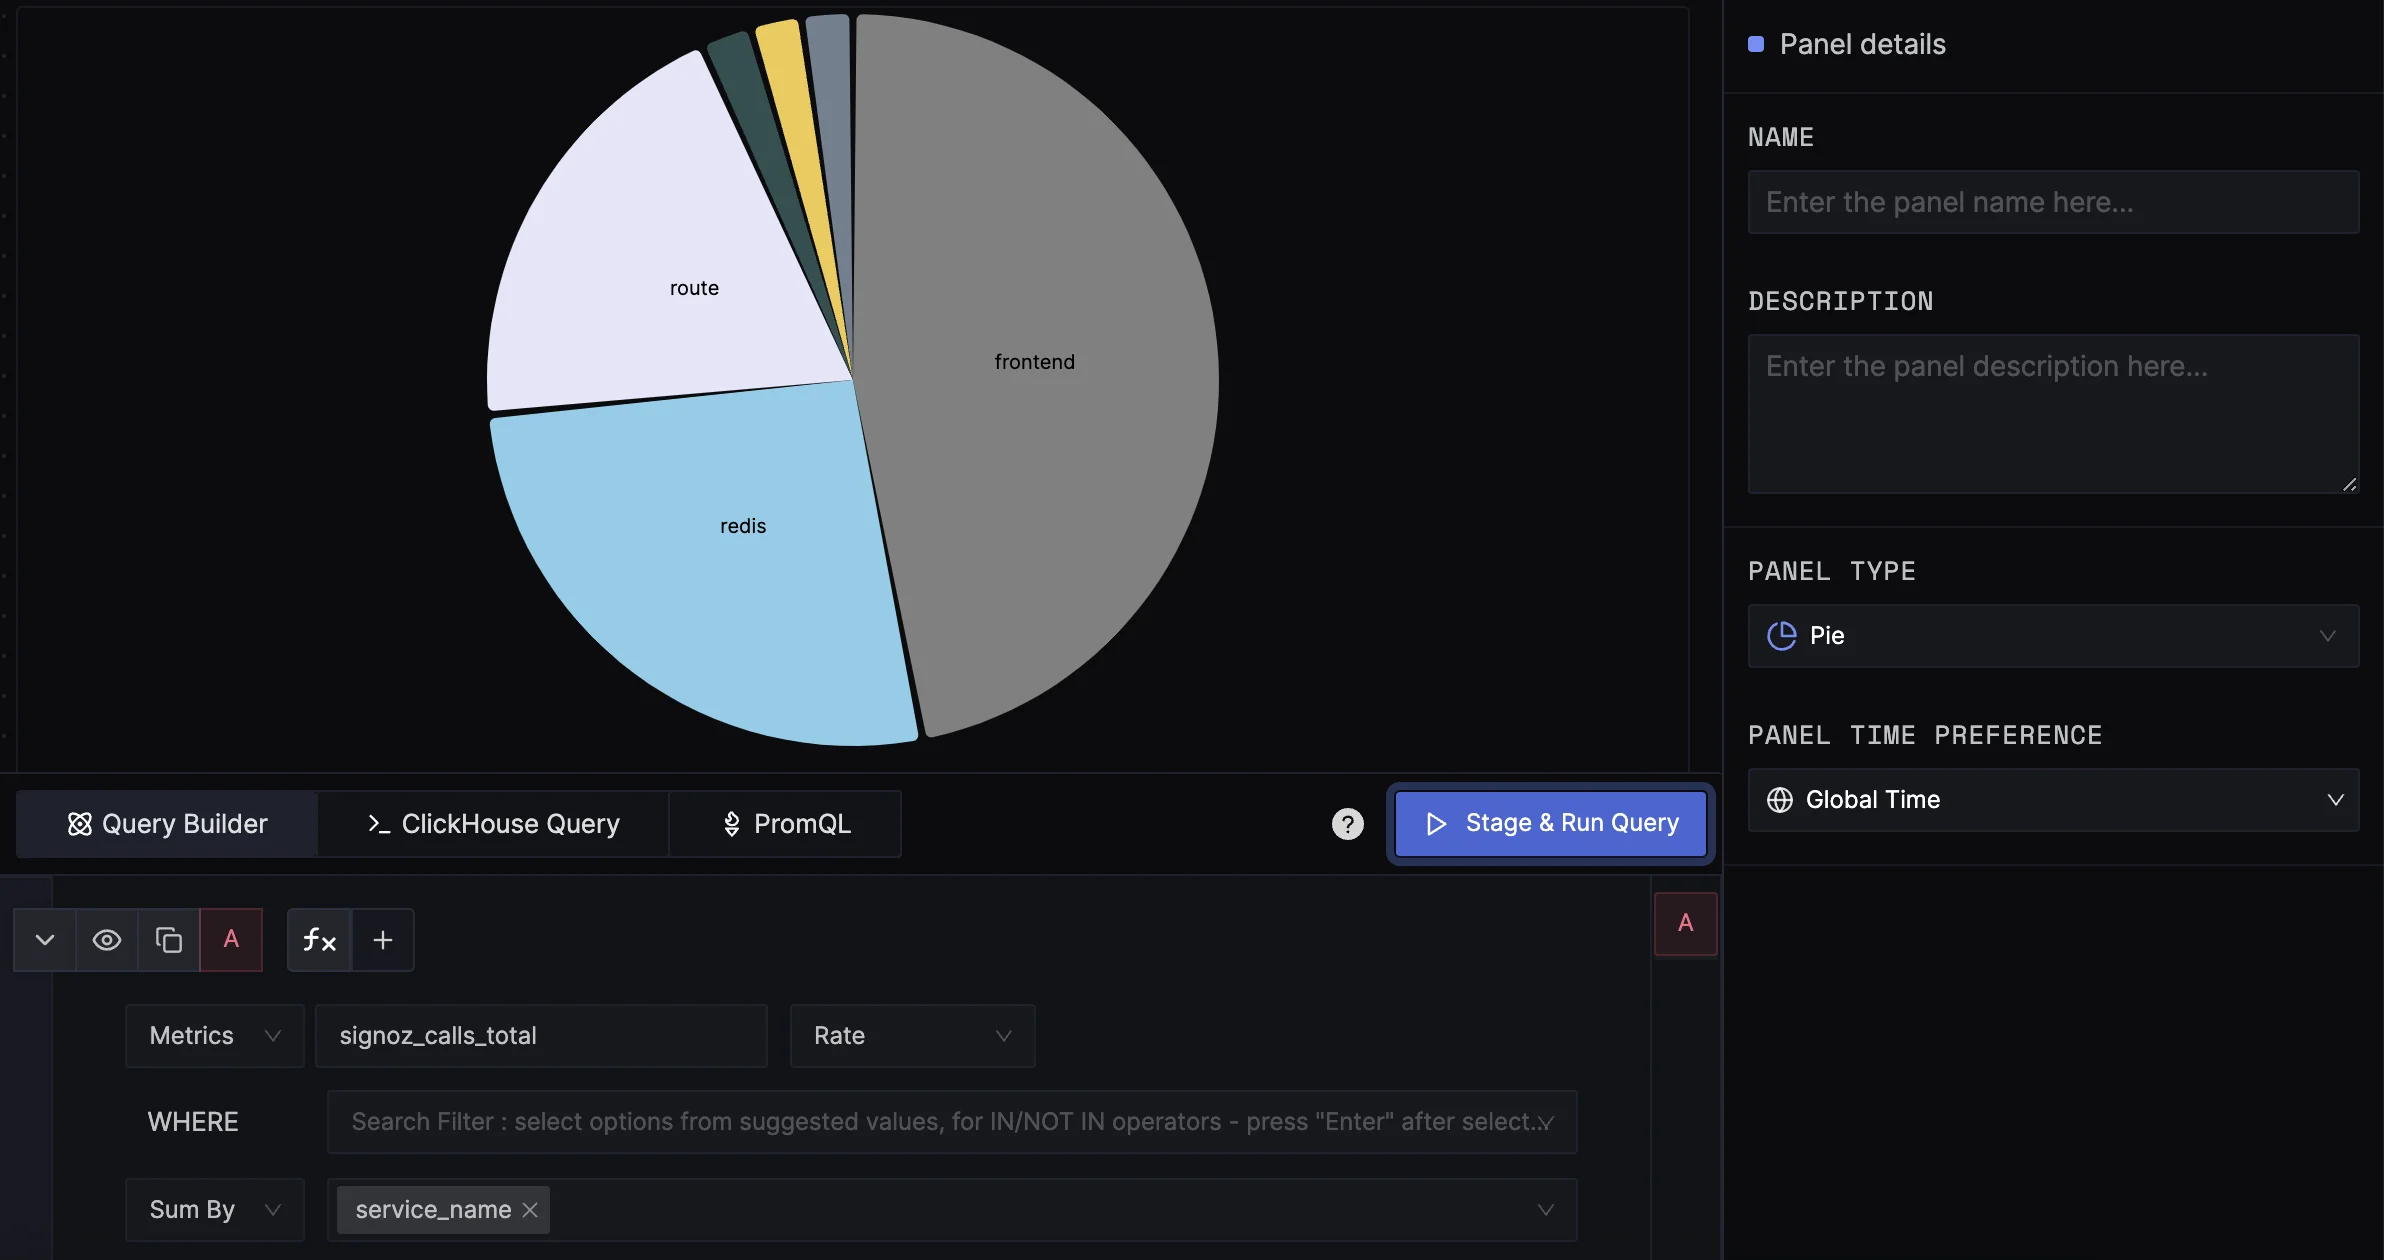 route
frontend
redis
Query Builder
ClickHouse Query
PromQL
?
Stage & Run Query
A
A
Metrics
signoz_calls_total
Rate
WHERE
Search Filter : select options from suggested values, for IN/NOT IN operators - press "Enter" after select...
Sum By
service_name
Panel details
NAME
Enter the panel name here...
DESCRIPTION
Enter the panel description here...
PANEL TYPE
Pie
PANEL TIME PREFERENCE
Global Time